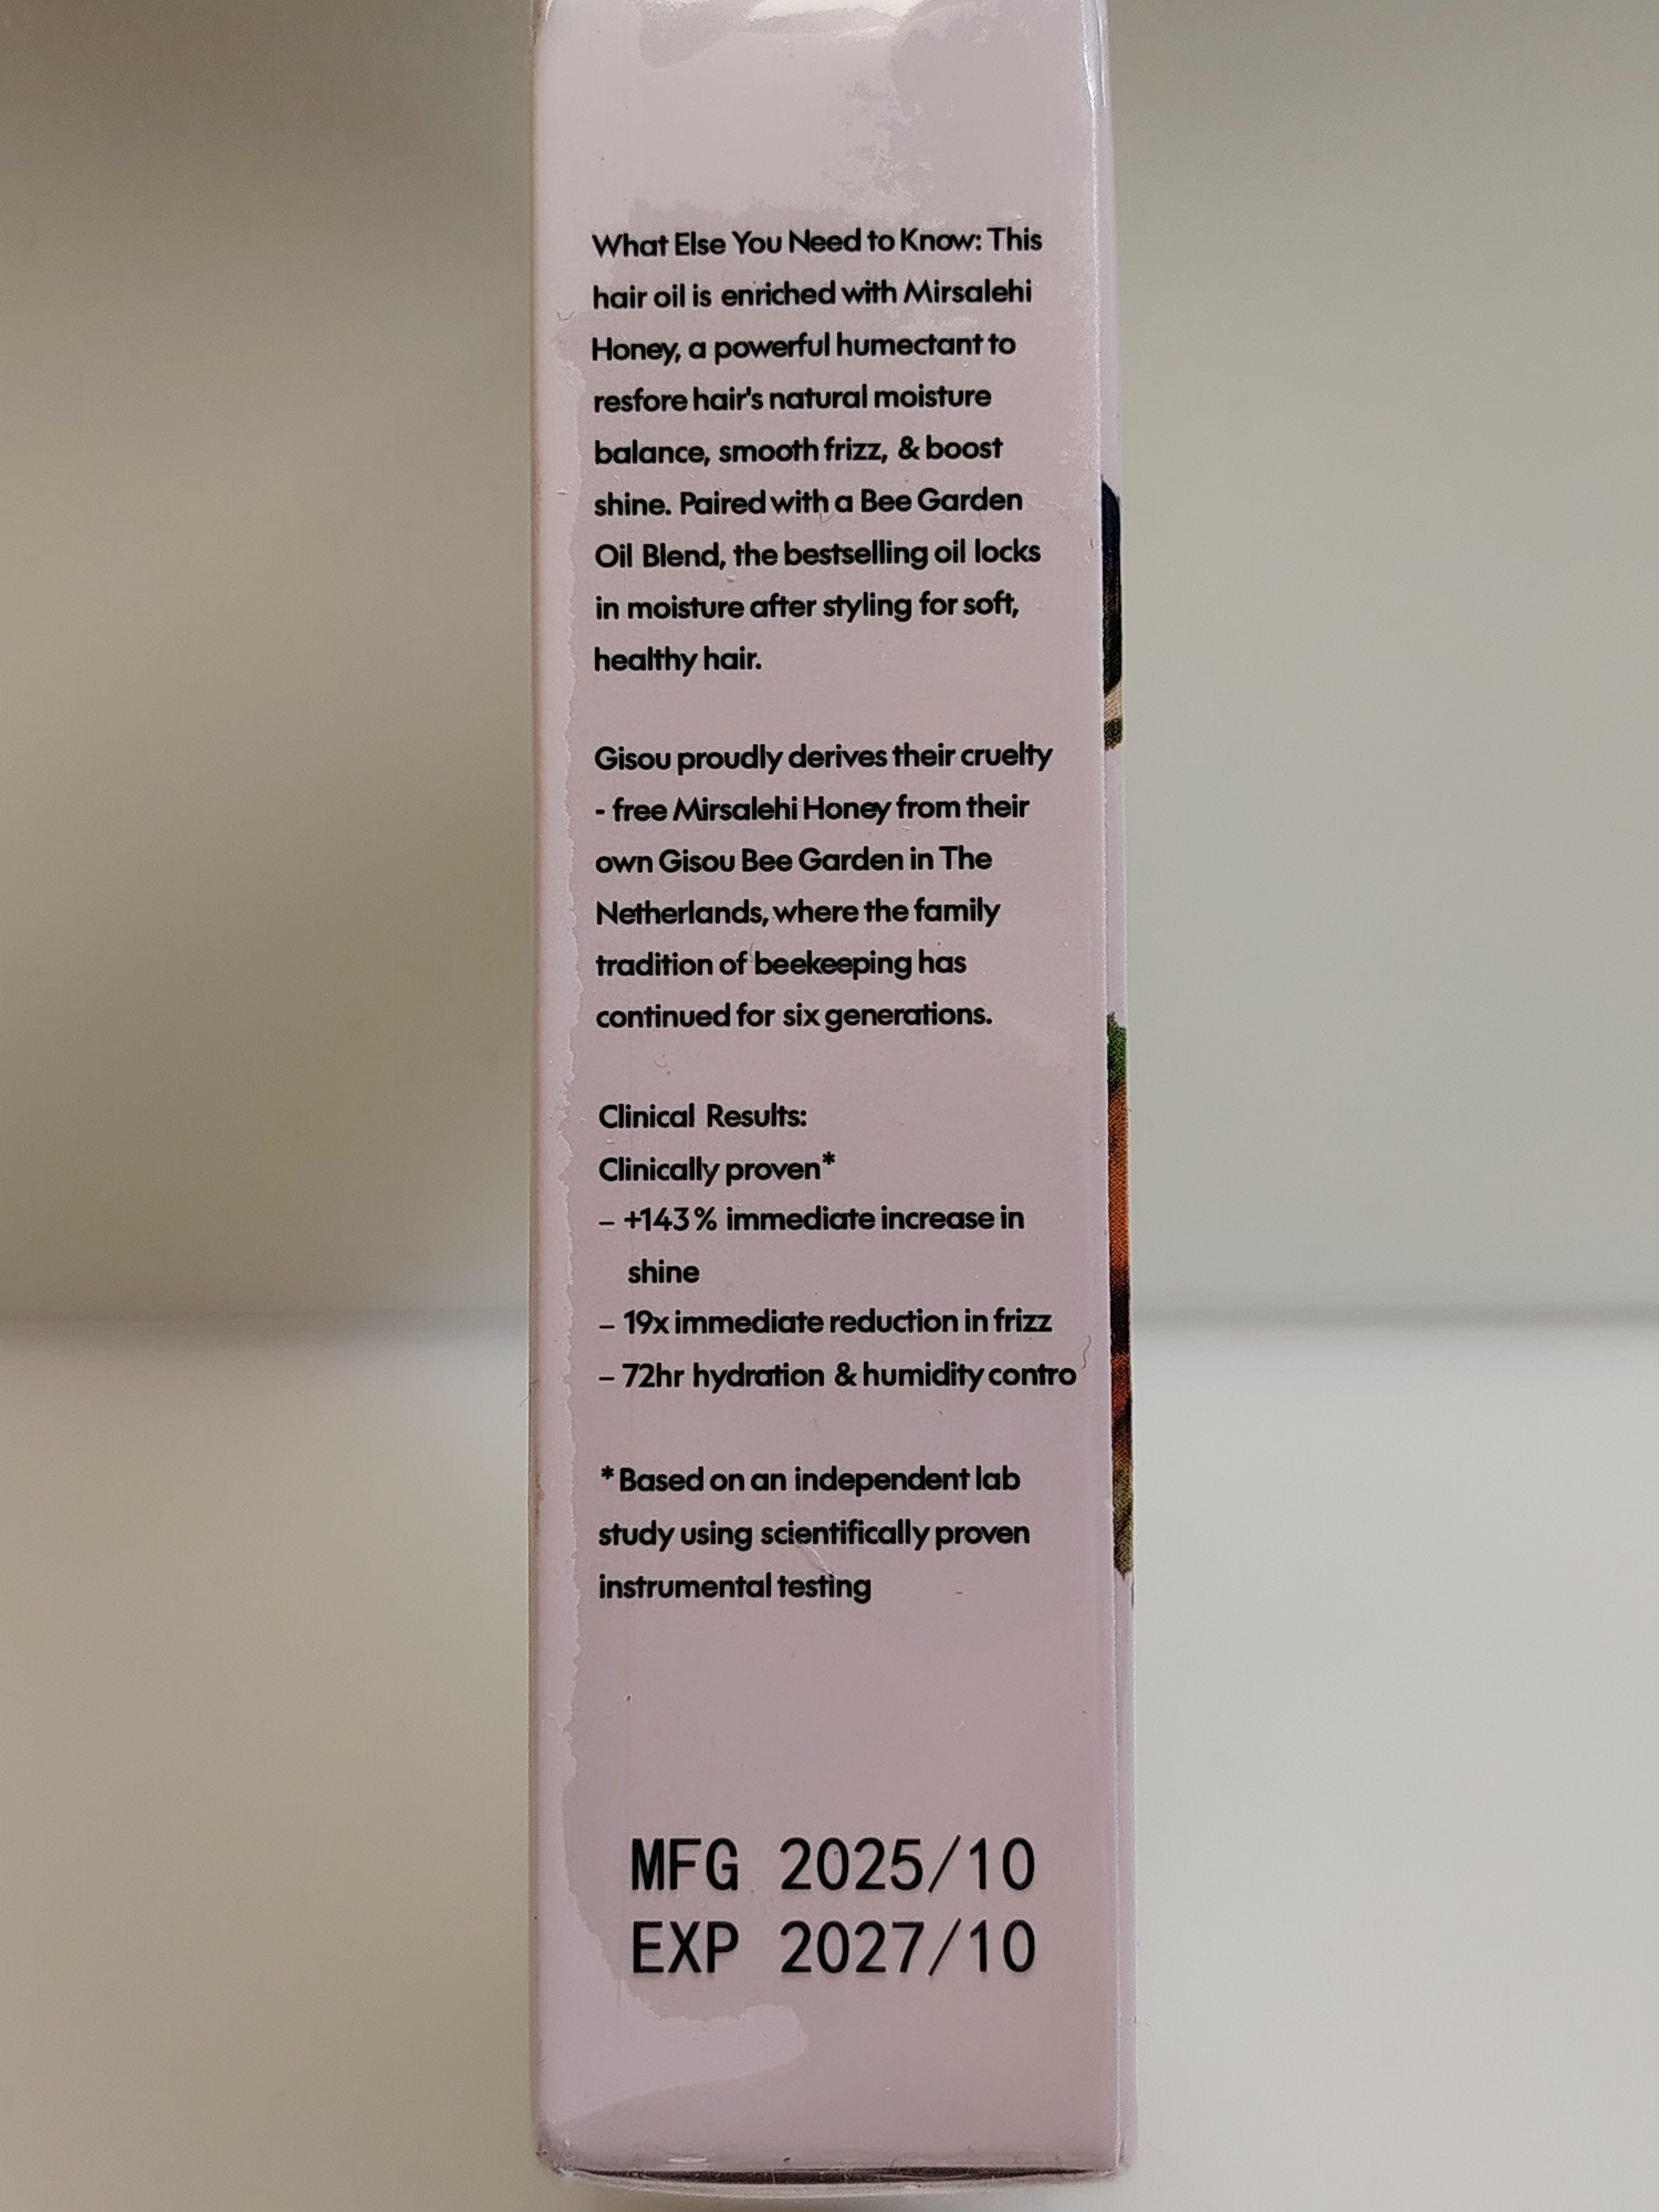 What Else You Need to Know: This
hair oil is enriched with Mirsalehi
Honey, a powerful humectant to
resfore hair's natural moisture
balance, smooth frizz, & boost
shine. Paired with a Bee Garden
Oil Blend, the bestselling oil locks
in moisture after styling for soft,
healthy hair.
Gisou proudly derives their cruelty
- free Mirsalehi Honey from their
own Gisou Bee Garden in The
Netherlands, where the family
tradition of beekeeping has
continued for six generations.
Clinical Results:
Clinically proven*
– +143% immediate increase in
shine
– 19x immediate reduction in frizz
– 72hr hydration & humidity contro
*Based on an independent lab
study using scientifically proven
instrumental testing
MFG 2025/10
EXP 2027/10